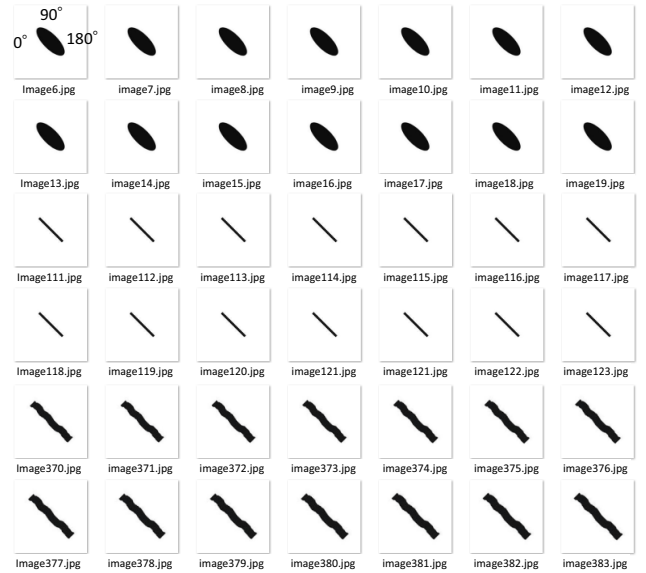 90°
0° 180°
Image6.jpg image7.jpg image8.jpg image9.jpg image10.jpg image11.jpg image12.jpg
Image13.jpg image14.jpg image15.jpg image16.jpg image17.jpg image18.jpg image19.jpg
Image111.jpg image112.jpg image113.jpg image114.jpg image115.jpg image116.jpg image117.jpg
Image118.jpg image119.jpg image120.jpg image121.jpg image121.jpg image122.jpg image123.jpg
Image370.jpg image371.jpg image372.jpg image373.jpg image374.jpg image375.jpg image376.jpg
Image377.jpg image378.jpg image379.jpg image380.jpg image381.jpg image382.jpg image383.jpg